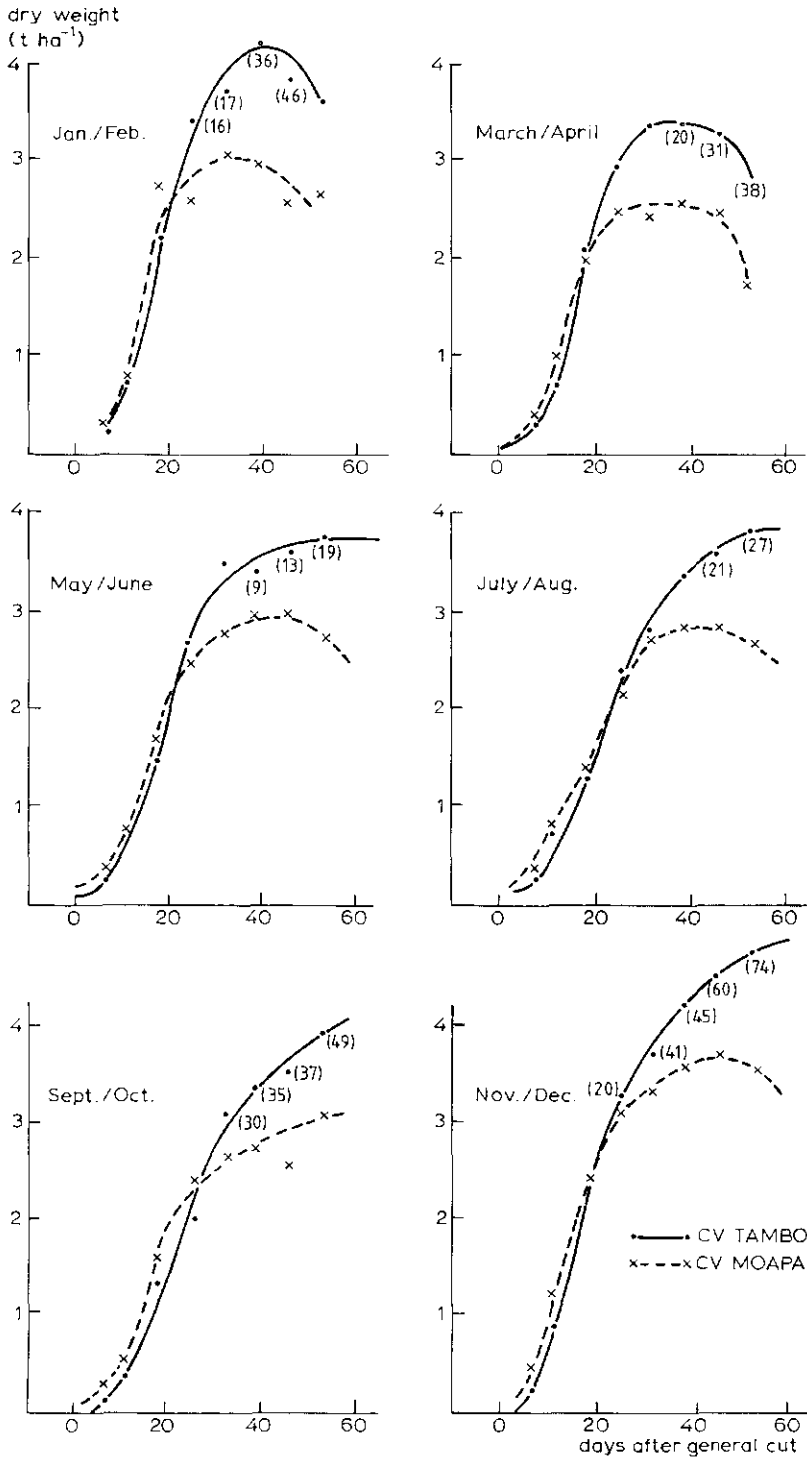 dry weight
(t ha⁻¹)
4
3
2
1
Jan./Feb.
(36)
(17)
(46)
(16)
0 20 40 60
4
3
2
1
March/April
(20)
(31)
(38)
0 20 40 60
4
3
2
1
May/June
(9)
(13)
(19)
0 20 40 60
4
3
2
1
July/Aug.
(21)
(27)
0 20 40 60
4
3
2
1
Sept./Oct.
(49)
(37)
(35)
(30)
0 20 40 60
4
3
2
1
Nov./Dec.
(74)
(60)
(45)
(41)
(20)
CV TAMBO
CV MOAPA
0 20 40 60
days after general cut